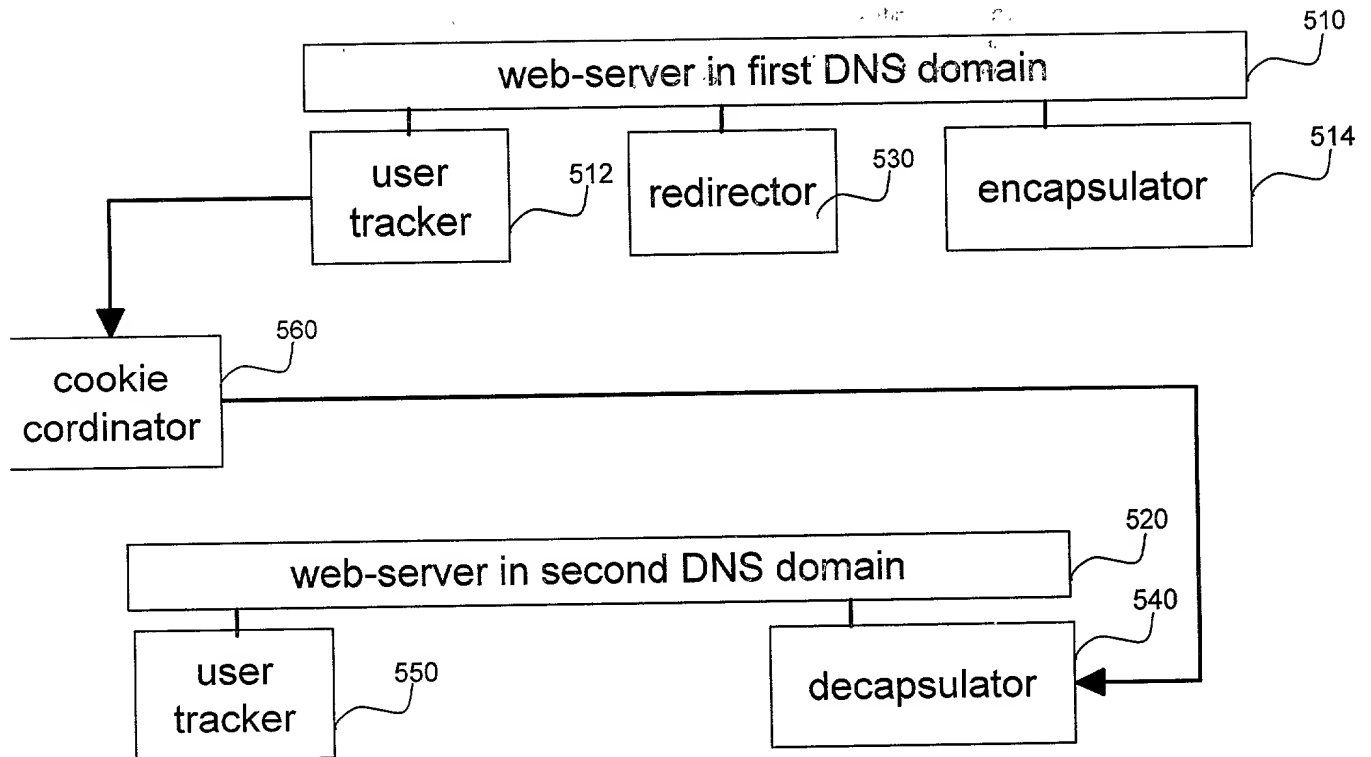 510
web-server in first DNS domain
user
tracker
512
redirector
530
encapsulator
514
cookie
cordinator
560
web-server in second DNS domain
520
user
tracker
550
decapsulator
540